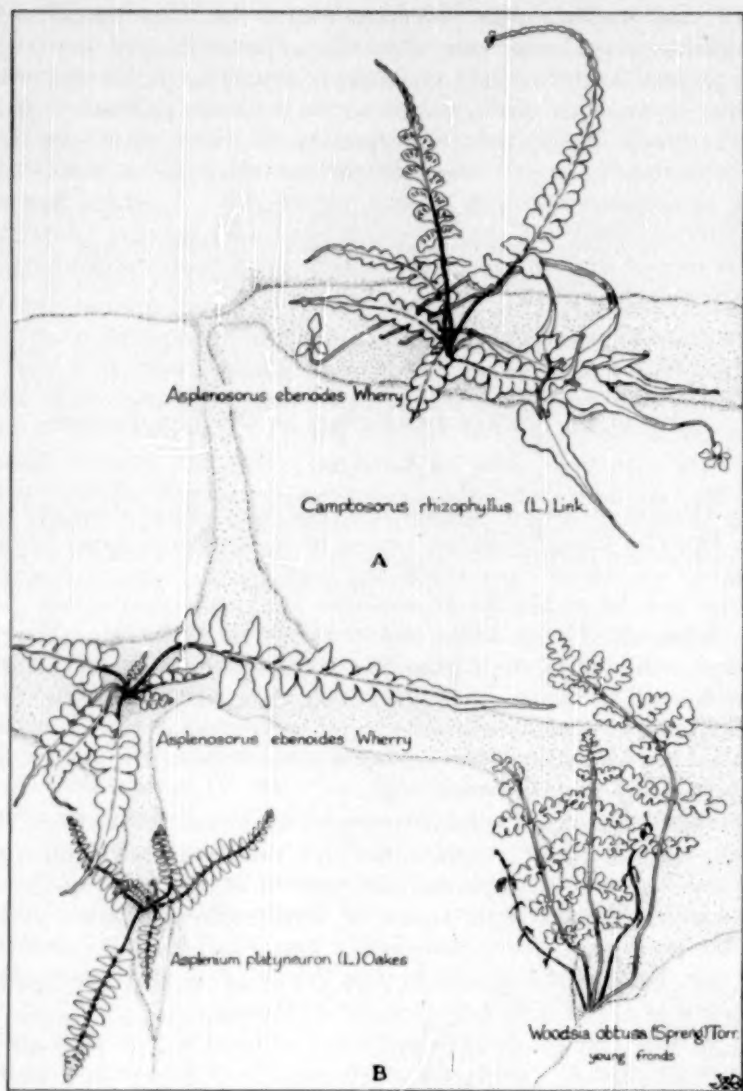 A
Asplenosorus ebenoides Wherry
Camptosorus rhizophyllus (L.) Link.
A
Asplenosorus ebenoides Wherry
Asplenium platyneuron (L.) Oakes
Woodsia obtusa (Spreng.) Torr.
young fronds
B